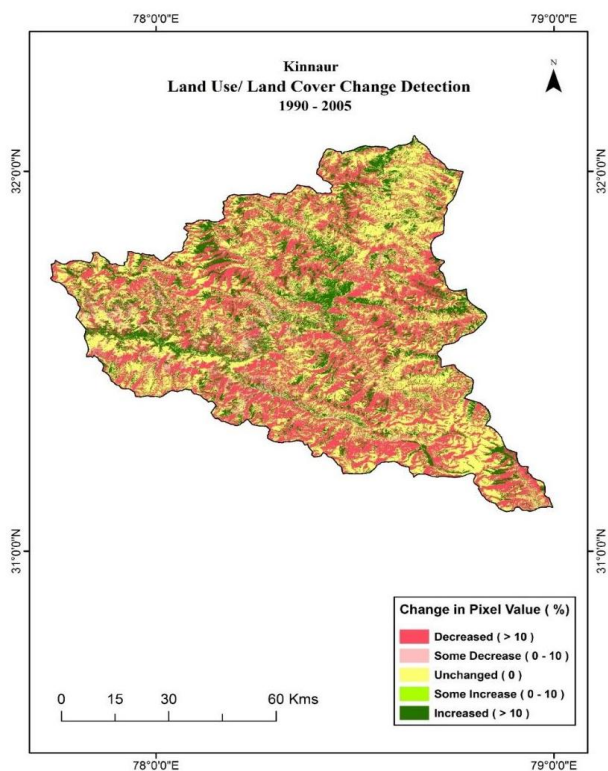 78°0'0"E
79°0'0"E
Kinnaur
Land Use/ Land Cover Change Detection
1990 - 2005
N
32°0'0"N
32°0'0"N
31°0'0"N
31°0'0"N
Change in Pixel Value ( %)
Decreased ( > 10)
Some Decrease ( 0 - 10 )
Unchanged ( 0 )
Some Increase ( 0 - 10)
Increased ( > 10)
0 15 30 60 Kms
78°0'0"E
79°0'0"E